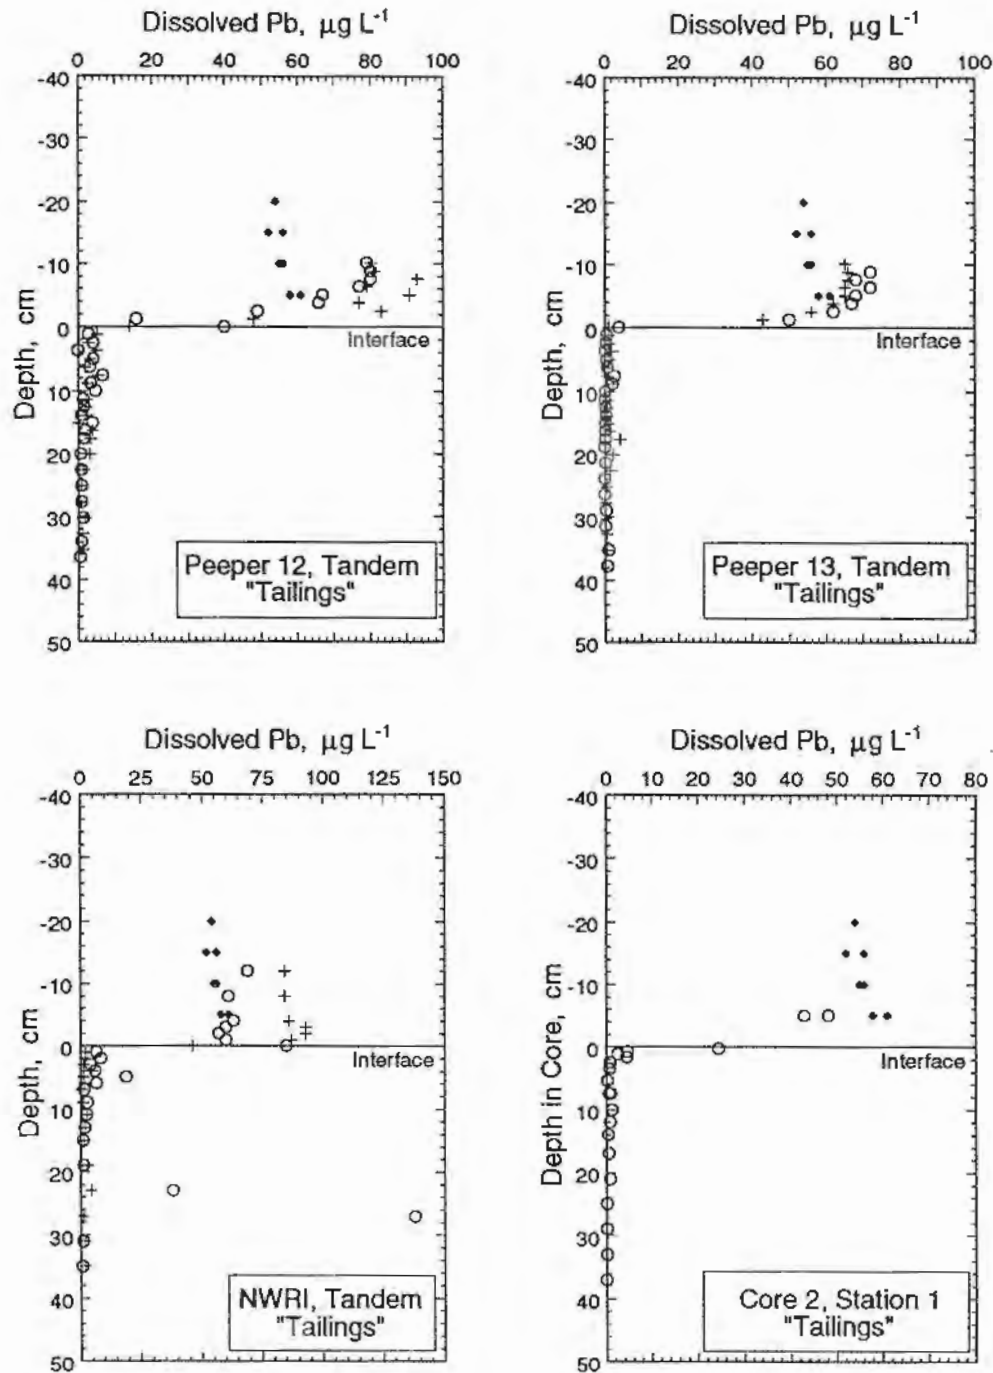 Dissolved Pb, μg L⁻¹
0 20 40 60 80 100
-40
-30
-20
-10
0
10
20
30
40
50
Depth, cm
Interface
Peeper 12, Tandem
"Tailings"
Dissolved Pb, μg L⁻¹
0 20 40 60 80 100
-40
-30
-20
-10
0
10
20
30
40
50
Depth, cm
Interface
Peeper 13, Tandem
"Tailings"
Dissolved Pb, μg L⁻¹
0 25 50 75 100 125 150
-40
-30
-20
-10
0
10
20
30
40
50
Depth, cm
Interface
NWRI, Tandem
"Tailings"
Dissolved Pb, μg L⁻¹
0 10 20 30 40 50 60 70 80
-40
-30
-20
-10
0
10
20
30
40
50
Depth in Core, cm
Interface
Core 2, Station 1
"Tailings"